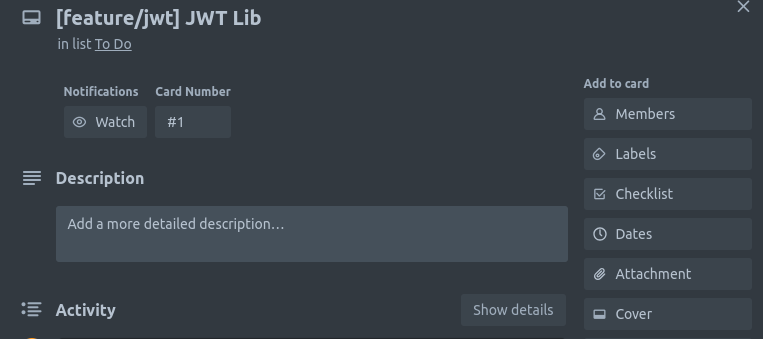 [feature/jwt] JWT Lib
in list To Do
Notifications
Card Number
Watch
#1
Description
Add a more detailed description...
Activity
Show details
Add to card
Members
Labels
Checklist
Dates
Attachment
Cover